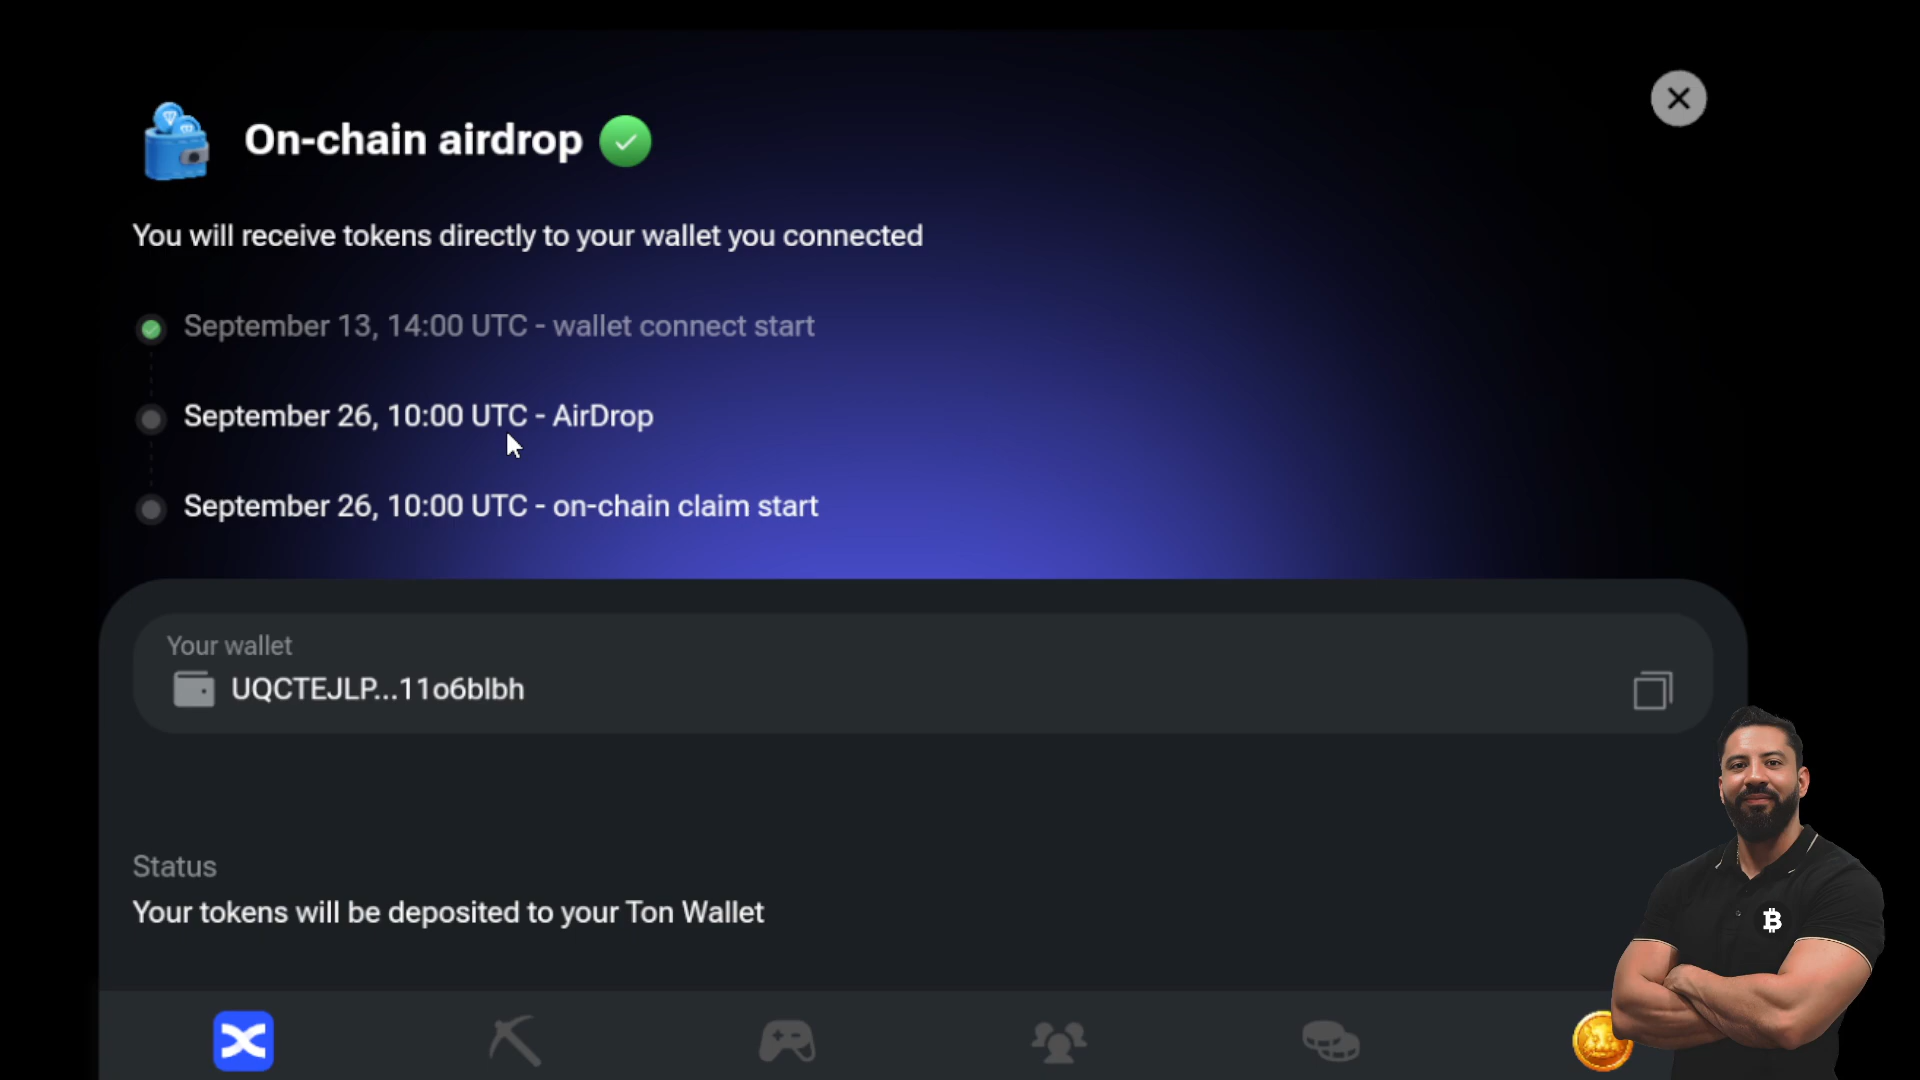 On-chain airdrop
You will receive tokens directly to your wallet you connected
September 13, 14:00 UTC - wallet connect start
September 26, 10:00 UTC - AirDrop
September 26, 10:00 UTC - on-chain claim start
Your wallet
UQCTEJLP...11o6blbh
Status
Your tokens will be deposited to your Ton Wallet